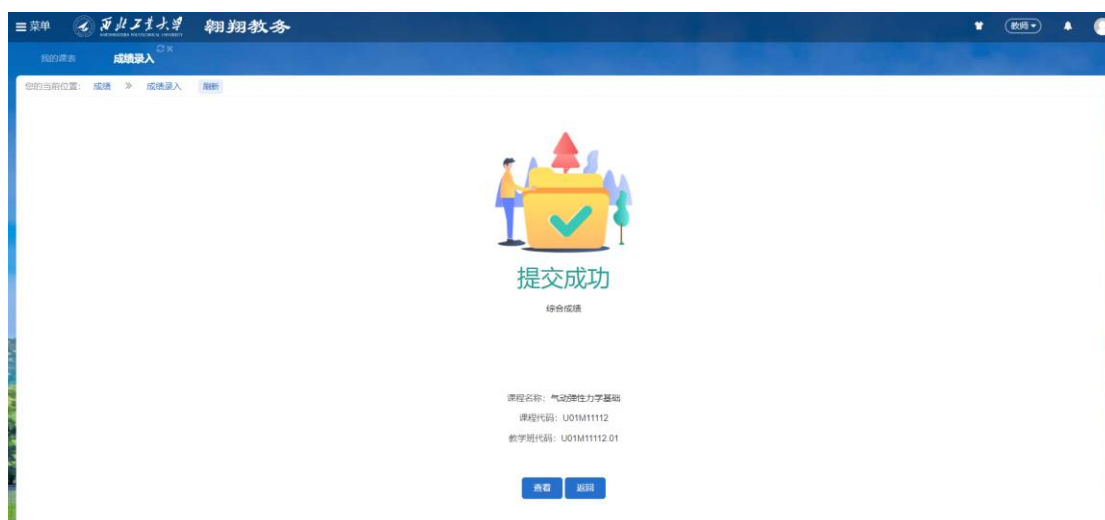 菜单 西北工业大学 翱翔教务 教师
NORTHWESTERN POLYTECHNICAL UNIVERSITY
我的课表 成绩录入
您的当前位置: 成绩 》 成绩录入 刷新
提交成功
综合成绩
课程名称: 气动弹性力学基础
课程代码: U01M11112
教学班代码: U01M11112.01
查看 返回